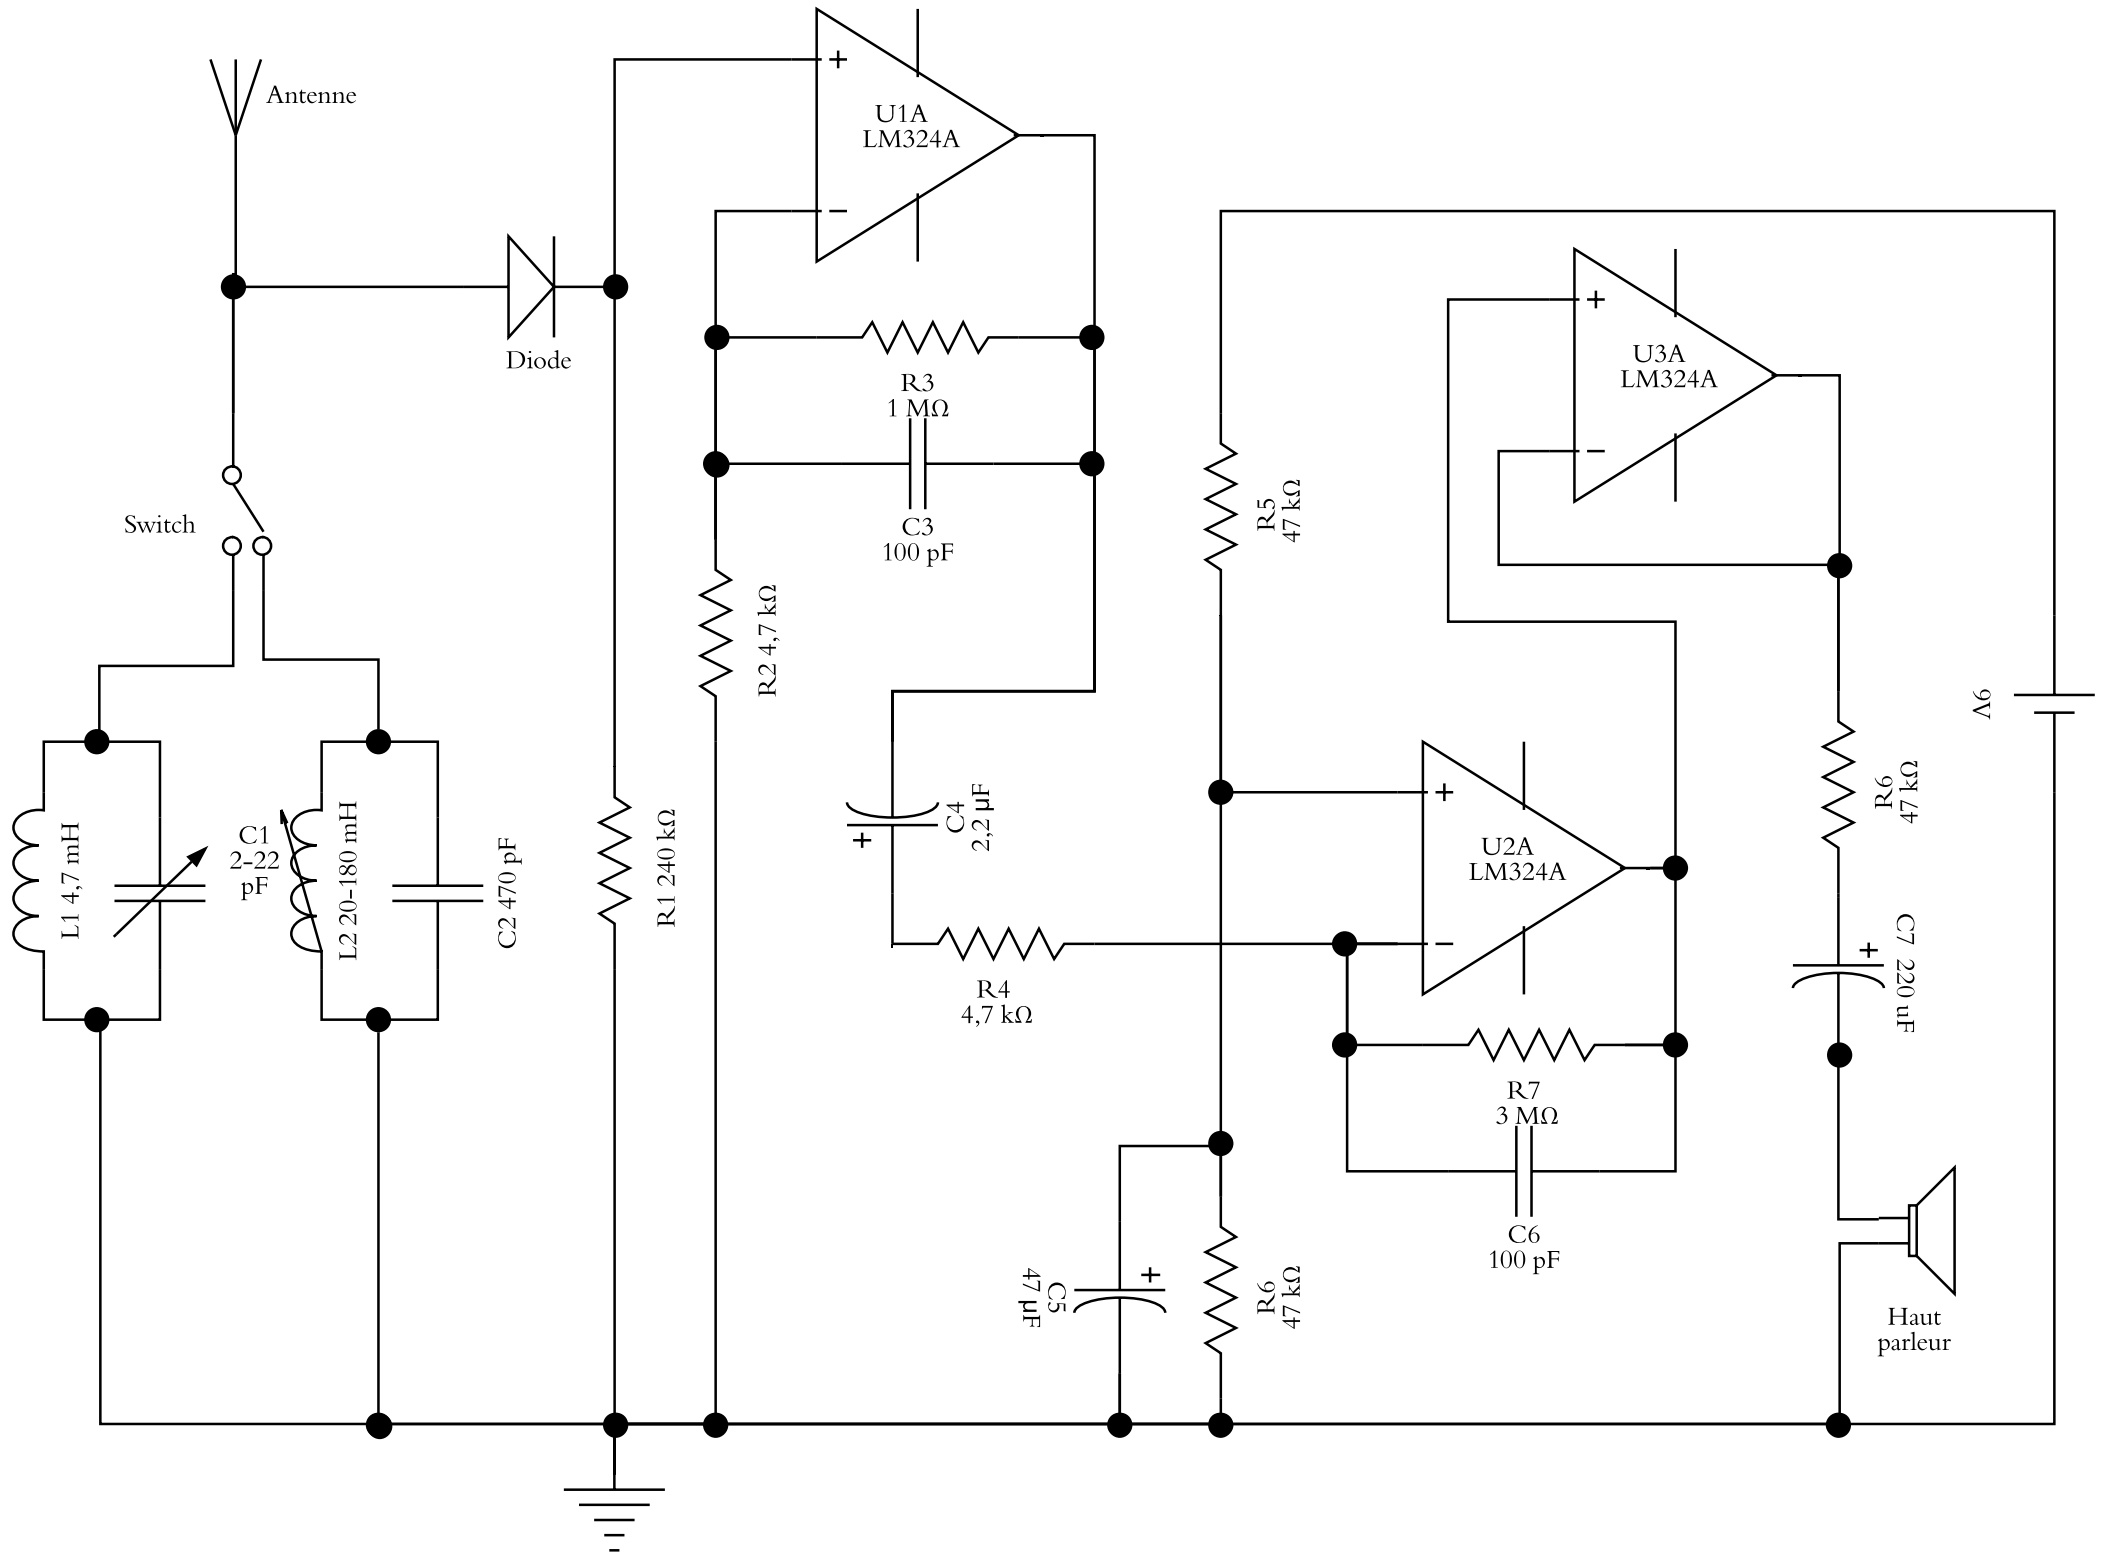 Antenne
+
U1A
LM324A
−
Diode
R3
1 MΩ
C3
100 pF
Switch
R2 4,7 kΩ
R5
47 kΩ
+
U3A
LM324A
−
9V
L1 4,7 mH
C1
2-22
pF
L2 20-180 mH
C2 470 pF
R1 240 kΩ
+
C4
2,2 µF
R4
4,7 kΩ
+
U2A
LM324A
−
R6
47 kΩ
+
C7 220 uF
R7
3 MΩ
C6
100 pF
+
C5
47 µF
R6
47 kΩ
Haut
parleur